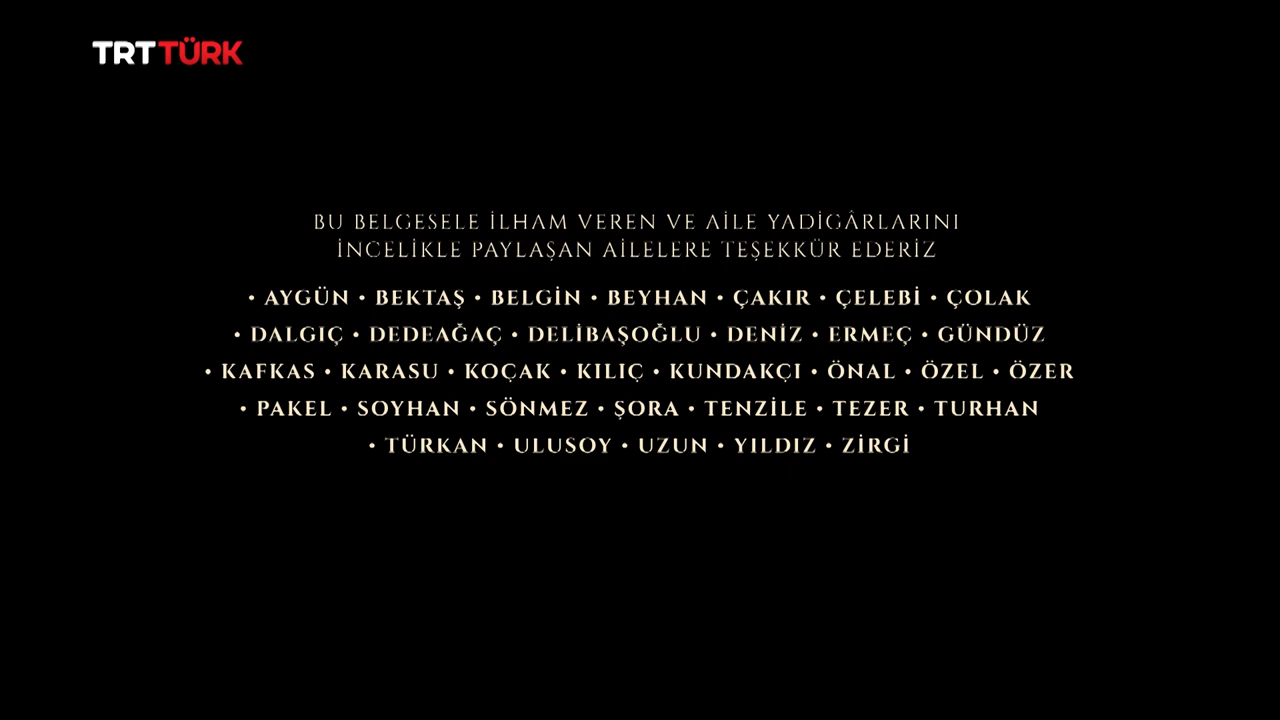 TRT TÜRK
BU BELGESELE İLHAM VEREN VE AİLE YADİGÂRLARINI
İNCELİKLE PAYLAŞAN AİLELERE TEŞEKKÜR EDERİZ
• AYGÜN • BEKTAŞ • BELGİN • BEYHAN • ÇAKIR • ÇELEBİ • ÇOLAK
• DALGIÇ • DEDEAĞAÇ • DELİBAŞOĞLU • DENİZ • ERMEÇ • GÜNDÜZ
• KAFKAS • KARASU • KOÇAK • KILIÇ • KUNDAKÇI • ÖNAL • ÖZEL • ÖZER
• PAKEL • SOYHAN • SÖNMEZ • ŞORA • TENZİLE • TEZER • TURHAN
• TÜRKAN • ULUSOY • UZUN • YILDIZ • ZİRGİ